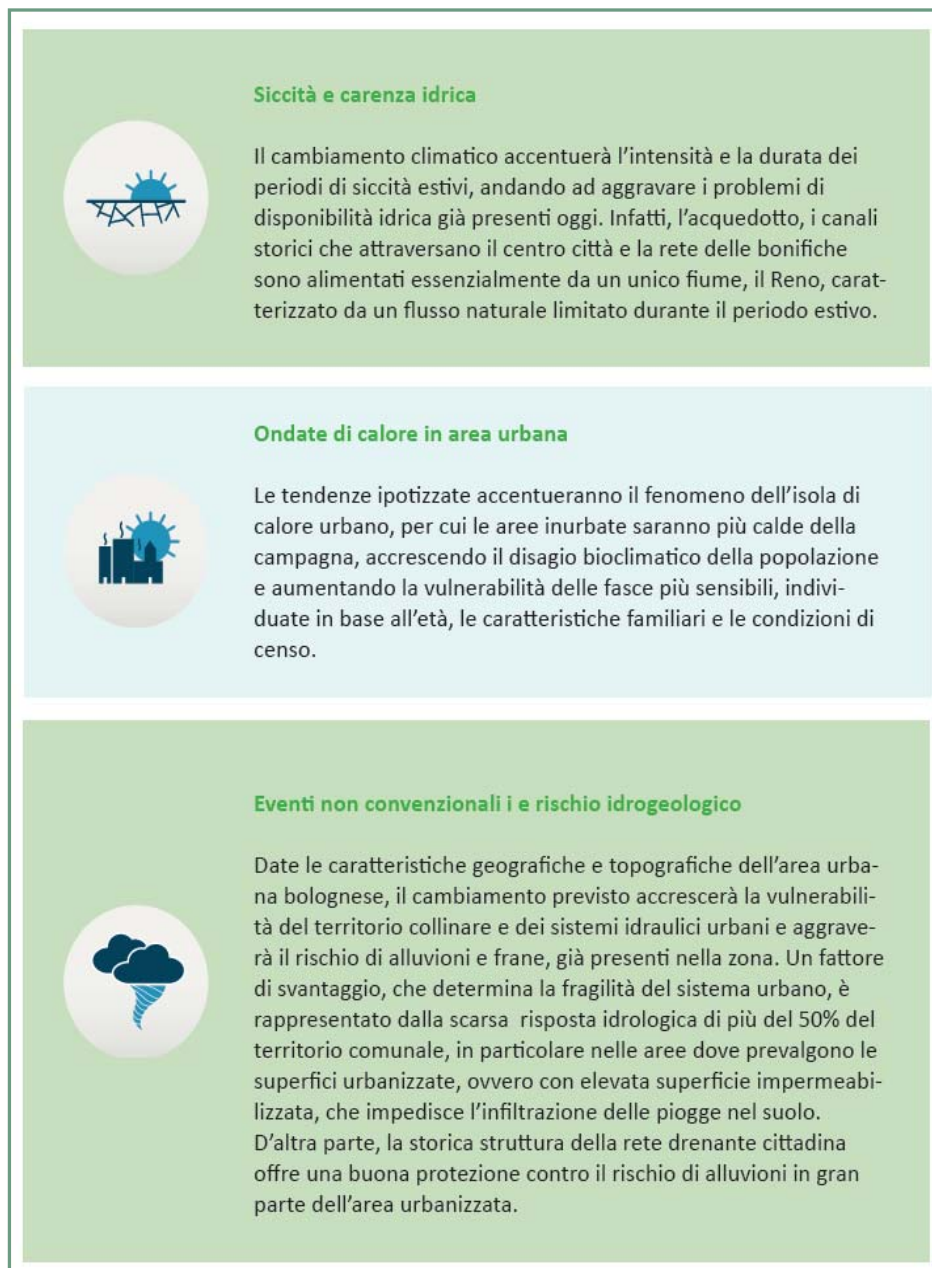 Siccità e carenza idrica
Il cambiamento climatico accentuerà l'intensità e la durata dei
periodi di siccità estivi, andando ad aggravare i problemi di
disponibilità idrica già presenti oggi. Infatti, l'acquedotto, i canali
storici che attraversano il centro città e la rete delle bonifiche
sono alimentati essenzialmente da un unico fiume, il Reno, carat-
terizzato da un flusso naturale limitato durante il periodo estivo.
Ondate di calore in area urbana
Le tendenze ipotizzate accentueranno il fenomeno dell'isola di
calore urbano, per cui le aree inurbate saranno più calde della
campagna, accrescendo il disagio bioclimatico della popolazione
e aumentando la vulnerabilità delle fasce più sensibili, indivi-
duate in base all'età, le caratteristiche familiari e le condizioni di
censo.
Eventi non convenzionali i e rischio idrogeologico
Date le caratteristiche geografiche e topografiche dell'area urba-
na bolognese, il cambiamento previsto accrescerà la vulnerabili-
tà del territorio collinare e dei sistemi idraulici urbani e aggrave-
rà il rischio di alluvioni e frane, già presenti nella zona. Un fattore
di svantaggio, che determina la fragilità del sistema urbano, è
rappresentato dalla scarsa  risposta idrologica di più del 50% del
territorio comunale, in particolare nelle aree dove prevalgono le
superfici urbanizzate, ovvero con elevata superficie impermeabi-
lizzata, che impedisce l'infiltrazione delle piogge nel suolo.
D'altra parte, la storica struttura della rete drenante cittadina
offre una buona protezione contro il rischio di alluvioni in gran
parte dell'area urbanizzata.